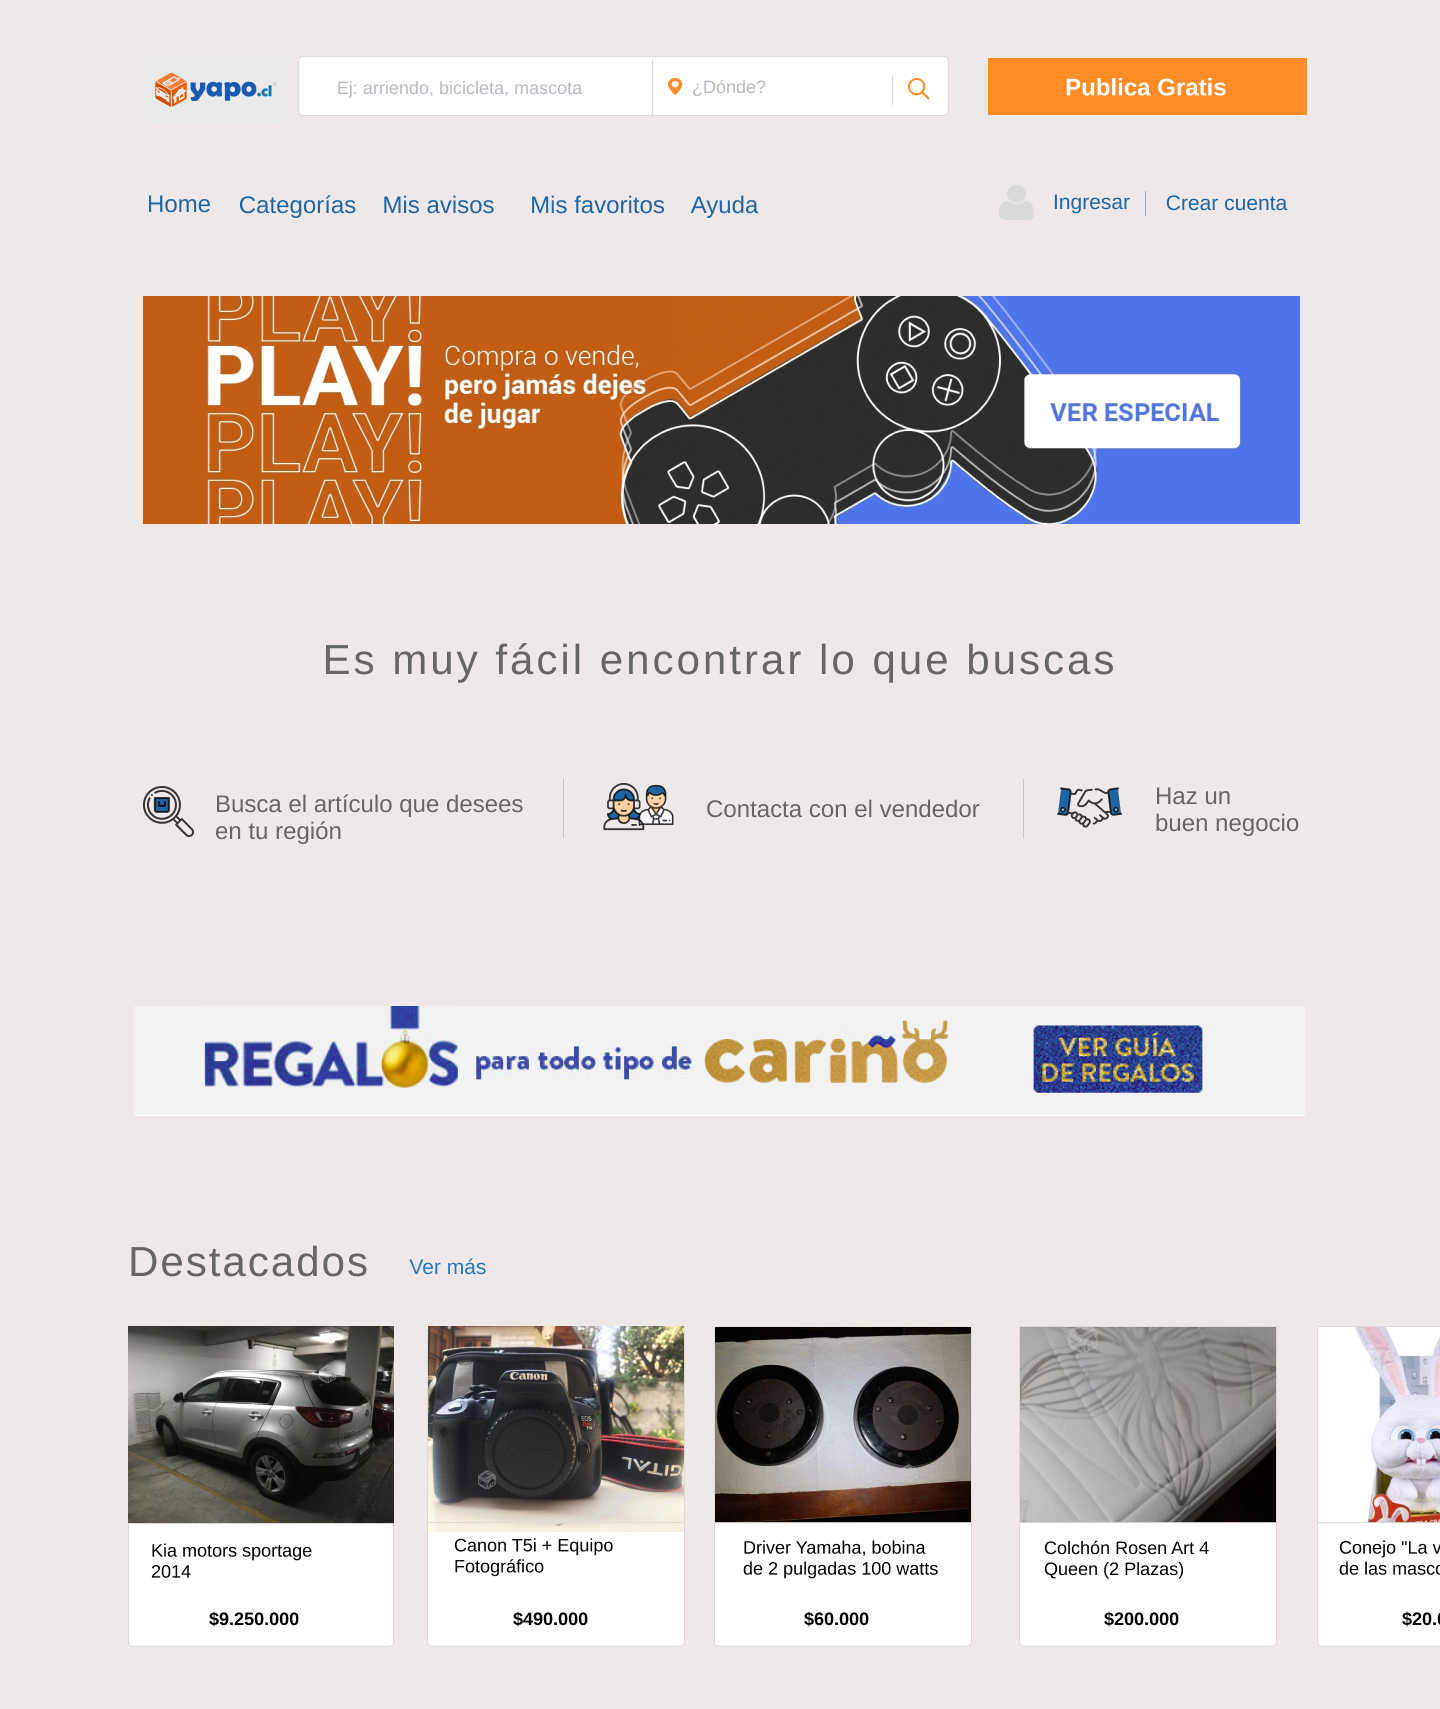 yapo.cl
Ej: arriendo, bicicleta, mascota
¿Dónde?
Publica Gratis
Home
Categorías
Mis avisos
Mis favoritos
Ayuda
Ingresar
Crear cuenta
PLAY!
PLAY!
PLAY!
PLAY!
Compra o vende,
pero jamás dejes
de jugar
VER ESPECIAL
Es muy fácil encontrar lo que buscas
Busca el artículo que desees
en tu región
Contacta con el vendedor
Haz un
buen negocio
REGALOS para todo tipo de cariño
VER GUÍA
DE REGALOS
Destacados
Ver más
Canon
EOS
Kia motors sportage
2014
$9.250.000
Canon T5i + Equipo
Fotográfico
$490.000
Driver Yamaha, bobina
de 2 pulgadas 100 watts
$60.000
Colchón Rosen Art 4
Queen (2 Plazas)
$200.000
Conejo "La v
de las masco
$20.